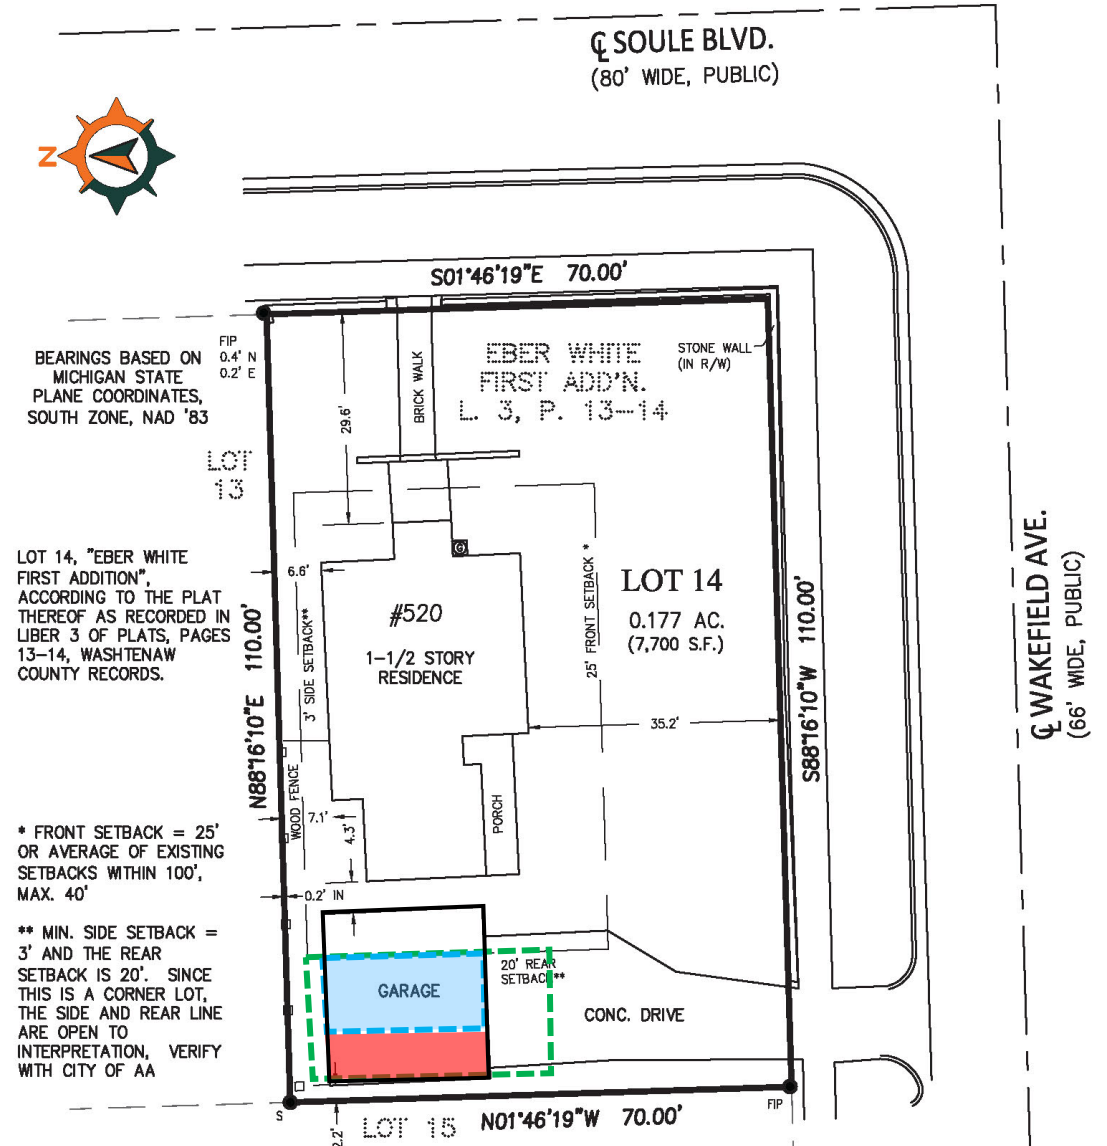 ℄ SOULE BLVD.
(80' WIDE, PUBLIC)
N
S01°46'19"E 70.00'
FIP
0.4' N
0.2' E
BEARINGS BASED ON
MICHIGAN STATE
PLANE COORDINATES,
SOUTH ZONE, NAD '83
BRICK WALK
29.6'
EBER WHITE
FIRST ADD'N.
L. 3, P. 13-14
STONE WALL
(IN R/W)
LOT
13
LOT 14, "EBER WHITE
FIRST ADDITION",
ACCORDING TO THE PLAT
THEREOF AS RECORDED IN
LIBER 3 OF PLATS, PAGES
13-14, WASHTENAW
COUNTY RECORDS.
N88°16'10"E 110.00'
6.6'
3' SIDE SETBACK**
G
#520
1-1/2 STORY
RESIDENCE
25' FRONT SETBACK *
LOT 14
0.177 AC.
(7,700 S.F.)
35.2'
S88°16'10"W 110.00'
℄ WAKEFIELD AVE.
(66' WIDE, PUBLIC)
WOOD FENCE
7.1'
4.3'
PORCH
0.2' IN
* FRONT SETBACK = 25'
OR AVERAGE OF EXISTING
SETBACKS WITHIN 100',
MAX. 40'
** MIN. SIDE SETBACK =
3' AND THE REAR
SETBACK IS 20'. SINCE
THIS IS A CORNER LOT,
THE SIDE AND REAR LINE
ARE OPEN TO
INTERPRETATION, VERIFY
WITH CITY OF AA
GARAGE
20' REAR
SETBACK**
CONC. DRIVE
S
2.2'
LOT 15
N01°46'19"W 70.00'
FIP